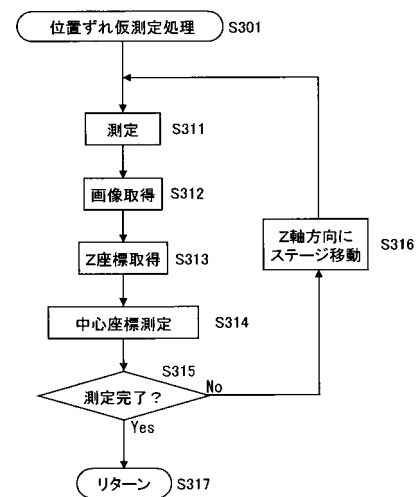 位置ずれ仮測定処理 S301
測定 S311
画像取得 S312
Z座標取得 S313
Z軸方向に
ステージ移動 S316
中心座標測定 S314
S315
測定完了？ No
Yes
リターン S317